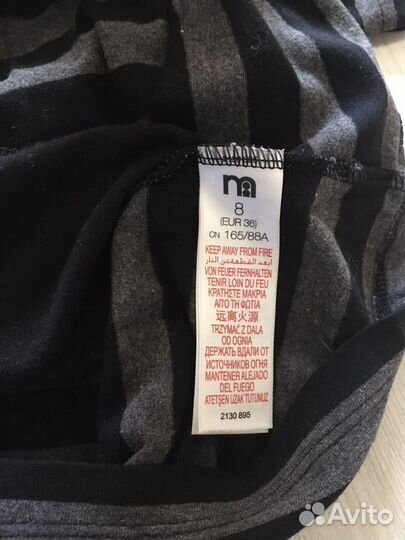 m
8
(EUR 36)
CN 165/88A
KEEP AWAY FROM FIRE
ابعد القطعة عن النار
VON FEUER FERNHALTEN
TENIR LOIN DU FEU
ΚΡΑΤΗΣΤΕ ΜΑΚΡΙΑ
ΑΠΟ ΤΗ ΦΩΤΙΑ
远离火源
TRZYMAĆ Z DALA
OD OGNIA
ДЕРЖАТЬ ВДАЛИ ОТ
ИСТОЧНИКОВ ОГНЯ
MANTENER ALEJADO
DEL FUEGO
ATEŞTEN UZAK TUTUNUZ
2130 895
Avito